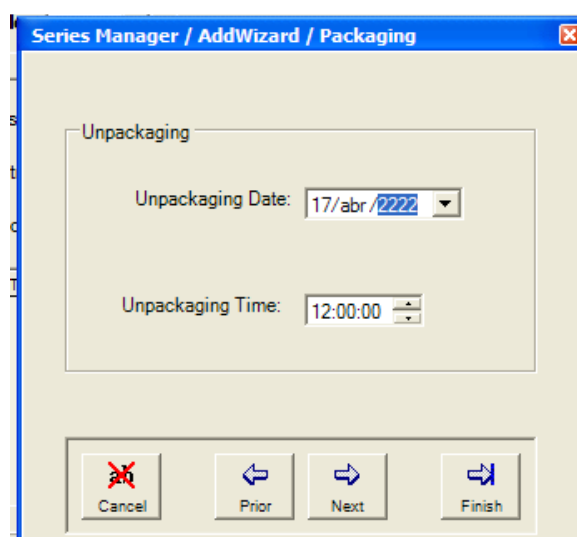 Series Manager / AddWizard / Packaging
Unpackaging
Unpackaging Date: 17/abr/2222
Unpackaging Time: 12:00:00
Cancel Prior Next Finish